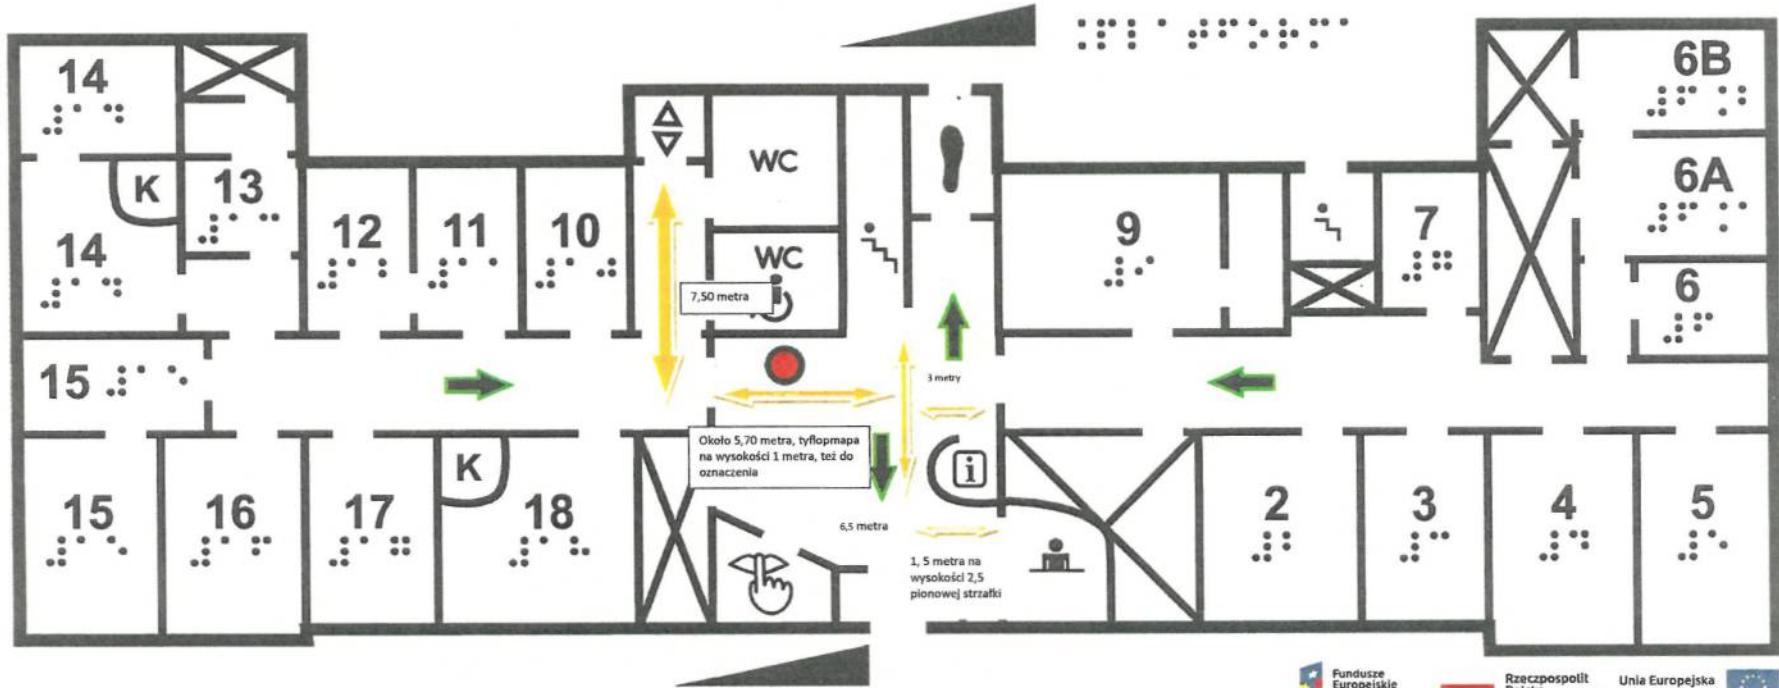 14
6B
WC
6A
K
13
14
12
11
10
9
7
WC
6
7,50 metra
15
3 metry
Około 5,70 metra, tyflopmapa
na wysokości 1 metra, też do
oznaczenia
K
i
15
16
17
18
2
3
4
5
6,5 metra
1, 5 metra na
wysokości 2,5
pionowej strzałki
Fundusze
Europejskie
Rzeczpospolit
Unia Europejska